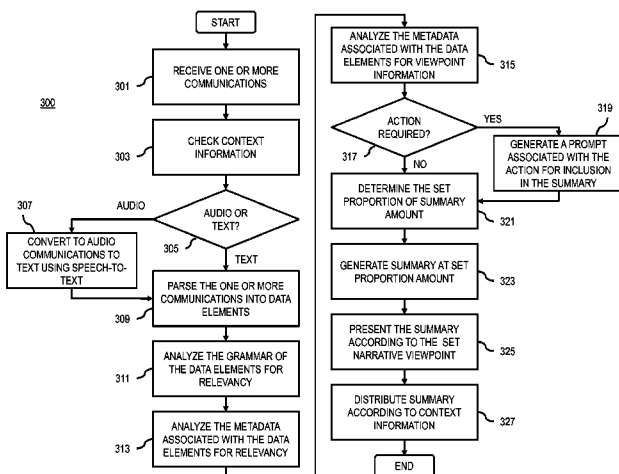 300
START
301
RECEIVE ONE OR MORE
COMMUNICATIONS
303
CHECK CONTEXT
INFORMATION
AUDIO
AUDIO OR
TEXT?
305
TEXT
307
CONVERT TO AUDIO
COMMUNICATIONS TO
TEXT USING SPEECH-TO-
TEXT
309
PARSE THE ONE OR MORE
COMMUNICATIONS INTO DATA
ELEMENTS
311
ANALYZE THE GRAMMAR OF
THE DATA ELEMENTS FOR
RELEVANCY
313
ANALYZE THE METADATA
ASSOCIATED WITH THE DATA
ELEMENTS FOR RELEVANCY
ANALYZE THE METADATA
ASSOCIATED WITH THE DATA
ELEMENTS FOR VIEWPOINT
INFORMATION
315
ACTION
REQUIRED?
317
YES
NO
319
GENERATE A PROMPT
ASSOCIATED WITH THE
ACTION FOR INCLUSION
IN THE SUMMARY
DETERMINE THE SET
PROPORTION OF SUMMARY
AMOUNT
321
GENERATE SUMMARY AT SET
PROPORTION AMOUNT
323
PRESENT THE SUMMARY
ACCORDING TO THE SET
NARRATIVE VIEWPOINT
325
DISTRIBUTE SUMMARY
ACCORDING TO CONTEXT
INFORMATION
327
END